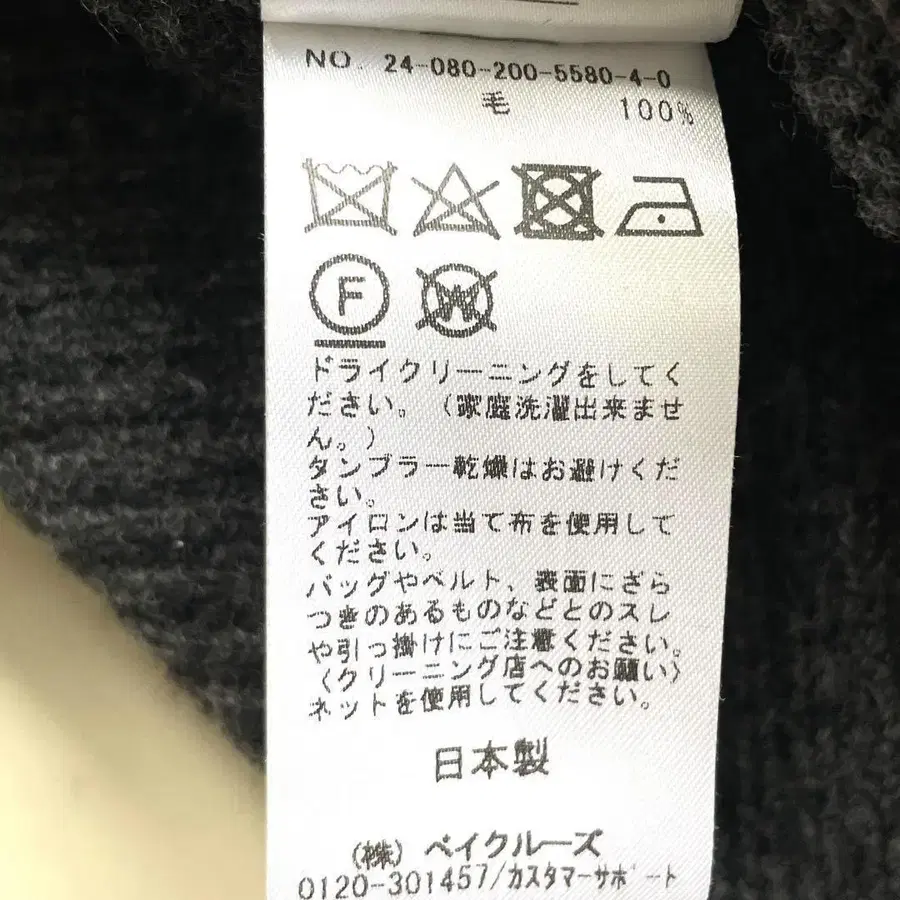 NO. 24-080-200-5580-4-0
毛 100%
F
W
ドライクリーニングをしてく
ださい。(家庭洗濯出来ませ
ん。)
タンブラー乾燥はお避けくだ
さい。
アイロンは当て布を使用して
ください。
バッグやベルト、表面にざら
つきのあるものなどとのスレ
や引っ掛けにご注意ください。
〈クリーニング店へのお願い〉
ネットを使用してください。
日本製
(株) ベイクルーズ
0120-301457/カスタマーサポート